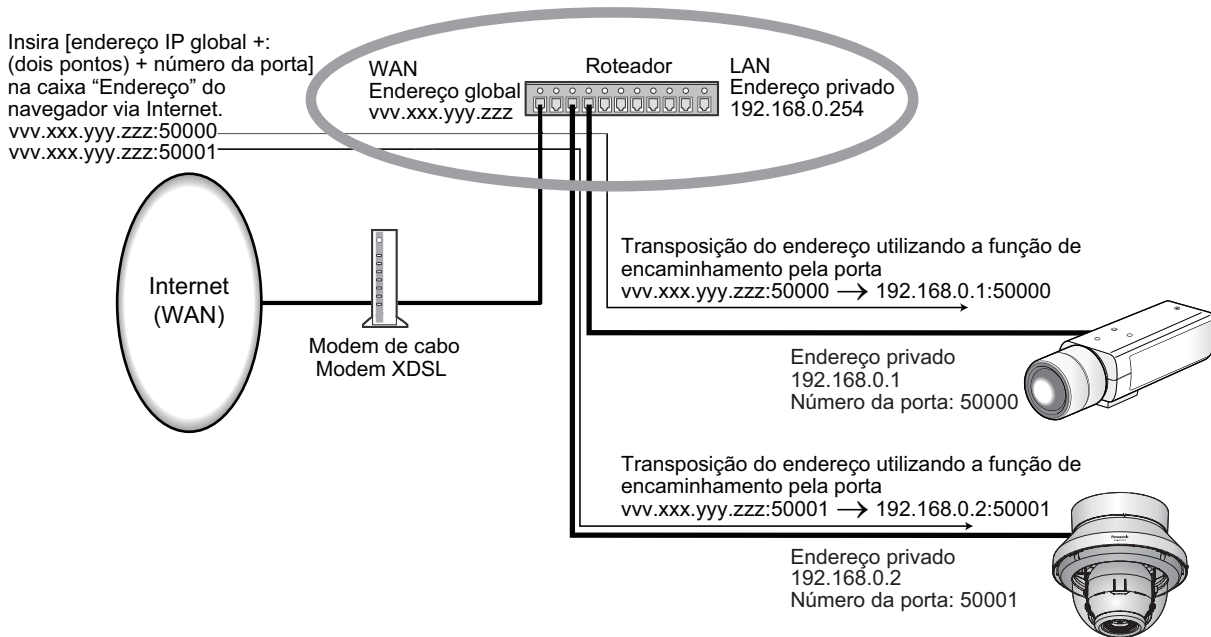 Insira [endereço IP global +:
(dois pontos) + número da porta]
na caixa “Endereço” do
navegador via Internet.
vvv.xxx.yyy.zzz:50000
vvv.xxx.yyy.zzz:50001
WAN
Endereço global
vvv.xxx.yyy.zzz
Roteador
LAN
Endereço privado
192.168.0.254
Internet
(WAN)
Modem de cabo
Modem XDSL
Transposição do endereço utilizando a função de
encaminhamento pela porta
vvv.xxx.yyy.zzz:50000 → 192.168.0.1:50000
Endereço privado
192.168.0.1
Número da porta: 50000
Transposição do endereço utilizando a função de
encaminhamento pela porta
vvv.xxx.yyy.zzz:50001 → 192.168.0.2:50001
Panasonic
Endereço privado
192.168.0.2
Número da porta: 50001